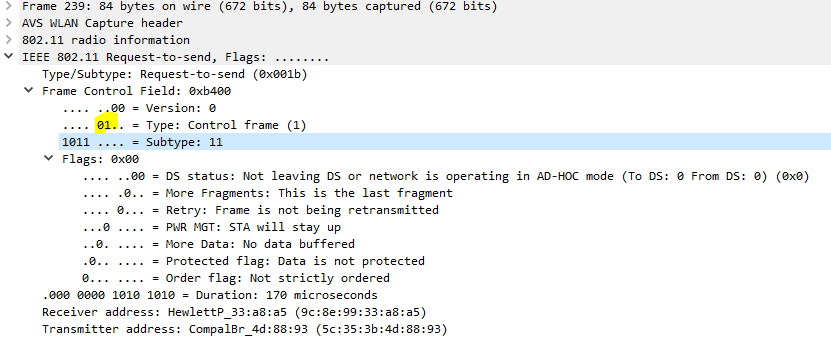 Frame 239: 84 bytes on wire (672 bits), 84 bytes captured (672 bits)
AVS WLAN Capture header
802.11 radio information
IEEE 802.11 Request-to-send, Flags: ........
Type/Subtype: Request-to-send (0x001b)
Frame Control Field: 0xb400
.... ..00 = Version: 0
.... 01.. = Type: Control frame (1)
1011 .... = Subtype: 11
Flags: 0x00
.... ..00 = DS status: Not leaving DS or network is operating in AD-HOC mode (To DS: 0 From DS: 0) (0x0)
.... .0.. = More Fragments: This is the last fragment
.... 0... = Retry: Frame is not being retransmitted
...0 .... = PWR MGT: STA will stay up
..0. .... = More Data: No data buffered
.0.. .... = Protected flag: Data is not protected
0... .... = Order flag: Not strictly ordered
.000 0000 1010 1010 = Duration: 170 microseconds
Receiver address: HewlettP_33:a8:a5 (9c:8e:99:33:a8:a5)
Transmitter address: CompalBr_4d:88:93 (5c:35:3b:4d:88:93)